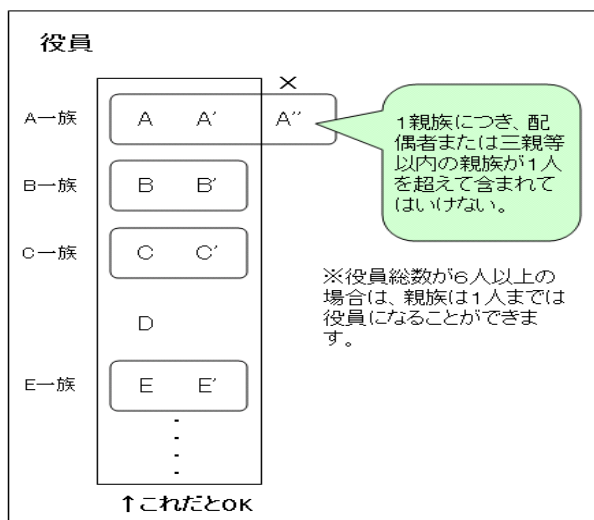 役員
×
A一族 A A′ A″
B一族 B B′
C一族 C C′
D
E一族 E E′
1親族につき、配
偶者または三親等
以内の親族が1人
を超えて含まれて
はいけない。
※役員総数が6人以上の
場合は、親族は1人までは
役員になることができま
す。
↑これだとOK